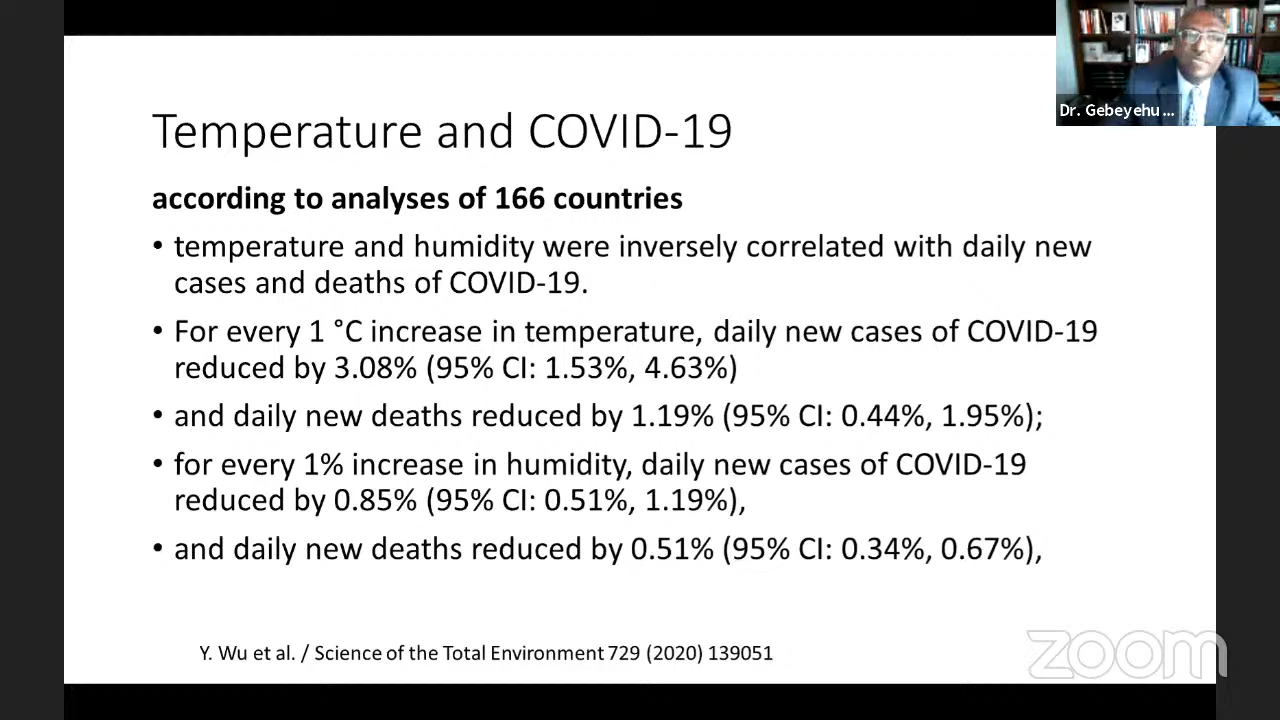 Temperature and COVID-19
according to analyses of 166 countries
• temperature and humidity were inversely correlated with daily new
cases and deaths of COVID-19.
• For every 1 °C increase in temperature, daily new cases of COVID-19
reduced by 3.08% (95% CI: 1.53%, 4.63%)
• and daily new deaths reduced by 1.19% (95% CI: 0.44%, 1.95%);
• for every 1% increase in humidity, daily new cases of COVID-19
reduced by 0.85% (95% CI: 0.51%, 1.19%),
• and daily new deaths reduced by 0.51% (95% CI: 0.34%, 0.67%),
Y. Wu et al. / Science of the Total Environment 729 (2020) 139051
Dr. Gebeyehu ...
zoom